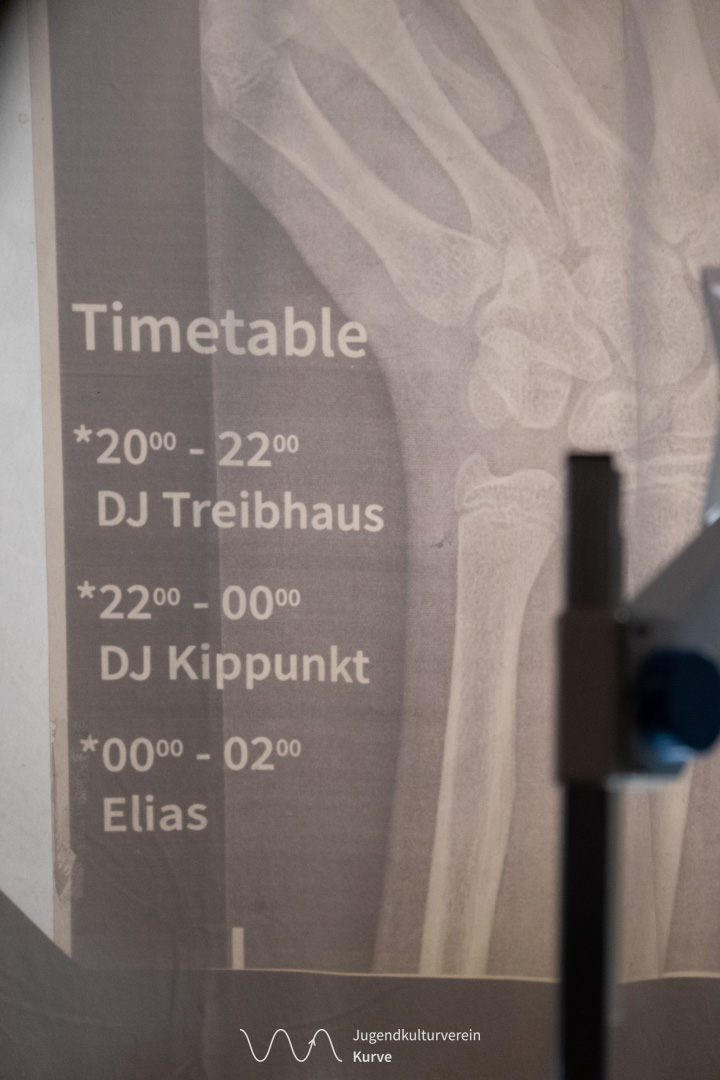 Timetable
*20⁰⁰ - 22⁰⁰
DJ Treibhaus
*22⁰⁰ - 00⁰⁰
DJ Kippunkt
*00⁰⁰ - 02⁰⁰
Elias
Jugendkulturverein
Kurve